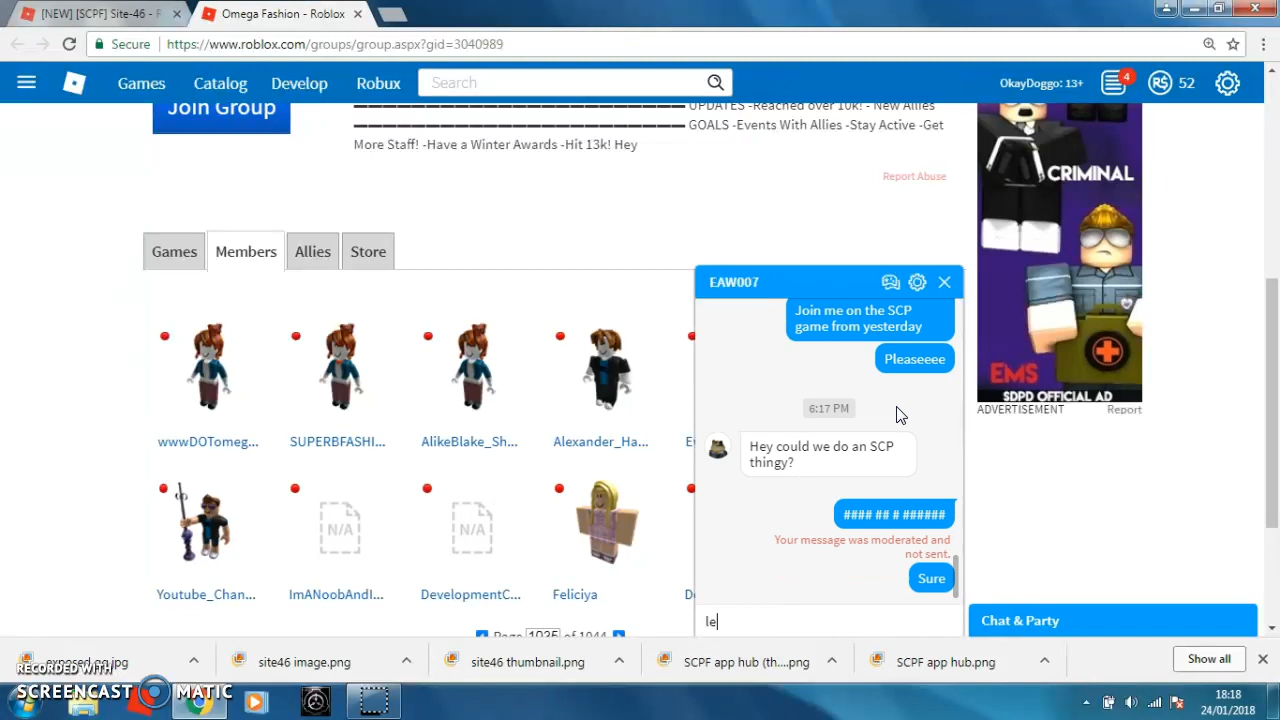 [NEW] [SCPF] Site-46 - R
Omega Fashion - Roblox
Secure
https://www.roblox.com/groups/group.aspx?gid=3040989
Games
Catalog
Develop
Robux
Search
OkayDoggo: 13+
4
R$
52
Join Group
UPDATES -Reached over 10k! - New Allies
GOALS -Events With Allies -Stay Active -Get
More Staff! -Have a Winter Awards -Hit 13k! Hey
Report Abuse
Games
Members
Allies
Store
wwwDOTomeg...
SUPERBFASHI...
AlikeBlake_Sh...
Alexander_Ha...
N/A
N/A
Youtube_Chan...
ImANoobAndI...
DevelopmentC...
Feliciya
Page 1035 of 1044
EAW007
Join me on the SCP
game from yesterday
Pleaseeee
6:17 PM
Hey could we do an SCP
thingy?
#### ## # ######
Your message was moderated and
not sent.
Sure
le
CRIMINAL
EMS
SDPD OFFICIAL AD
ADVERTISEMENT
Report
Chat & Party
site46 image.png
site46 thumbnail.png
SCPF app hub (th....png
SCPF app hub.png
Show all
RECORDED WITH
SCREENCAST MATIC
18:18
24/01/2018